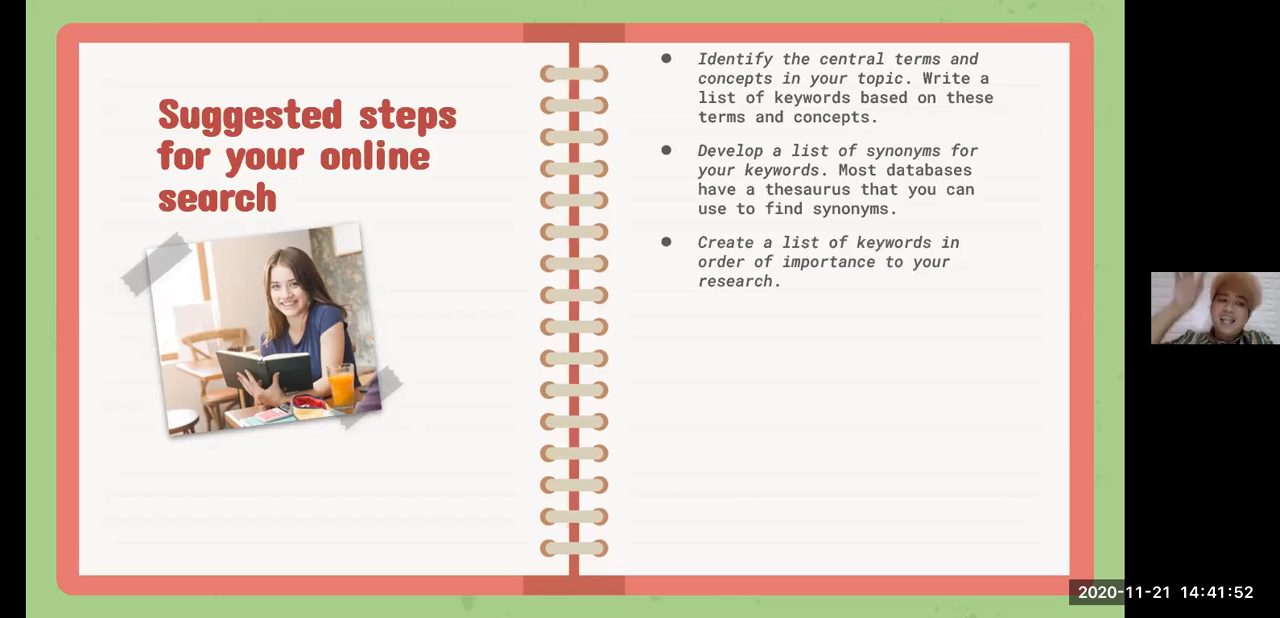 Suggested steps
for your online
search
Identify the central terms and
concepts in your topic. Write a
list of keywords based on these
terms and concepts.
Develop a list of synonyms for
your keywords. Most databases
have a thesaurus that you can
use to find synonyms.
Create a list of keywords in
order of importance to your
research.
2020-11-21 14:41:52